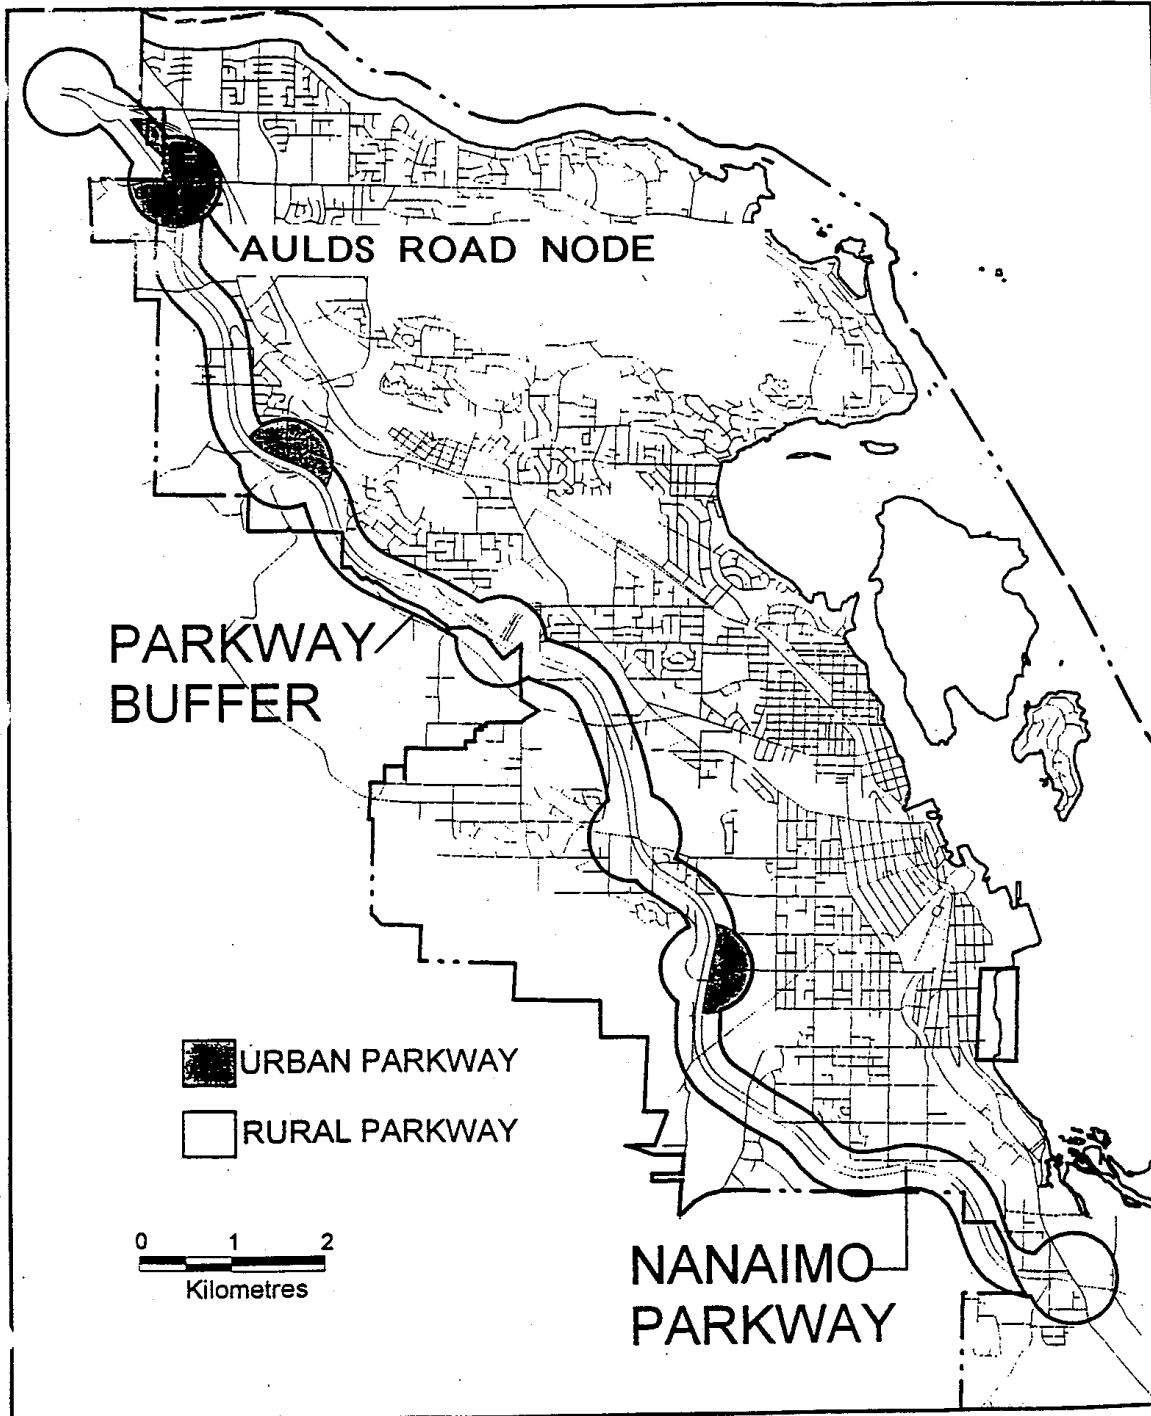 AULDS ROAD NODE
PARKWAY
BUFFER
URBAN PARKWAY
RURAL PARKWAY
0 1 2
Kilometres
NANAIMO
PARKWAY